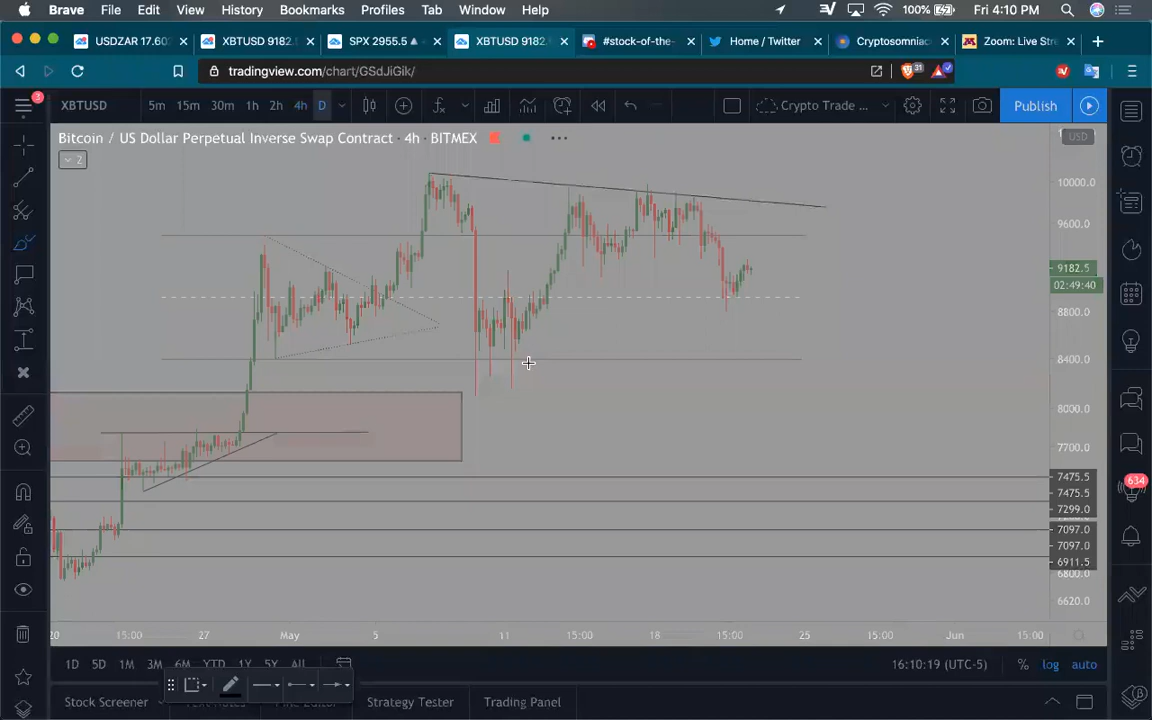 Brave File Edit View History Bookmarks Profiles Tab Window Help 100% Fri 4:10 PM
USDZAR 17.602 × XBTUSD 9182. × SPX 2955.5 ▲ × XBTUSD 9182. × #stock-of-the- × Home / Twitter × Cryptosomniac × Zoom: Live Stre × +
tradingview.com/chart/GSdJiGik/ 31
3 XBTUSD 5m 15m 30m 1h 2h 4h D Crypto Trade ... Publish
Bitcoin / US Dollar Perpetual Inverse Swap Contract · 4h · BITMEX
USD
2
10000.0
9600.0
9182.5
02:49:40
8800.0
8400.0
8000.0
7700.0
7475.5
634
7475.5
7299.0
7097.0
7097.0
6911.5
6800.0
6620.0
20 15:00 27 May 5 11 15:00 18 15:00 25 15:00 Jun 15:00
1D 5D 1M 3M 6M YTD 1Y 5Y All 16:10:19 (UTC-5) % log auto
Stock Screener Text Notes Strategy Tester Trading Panel